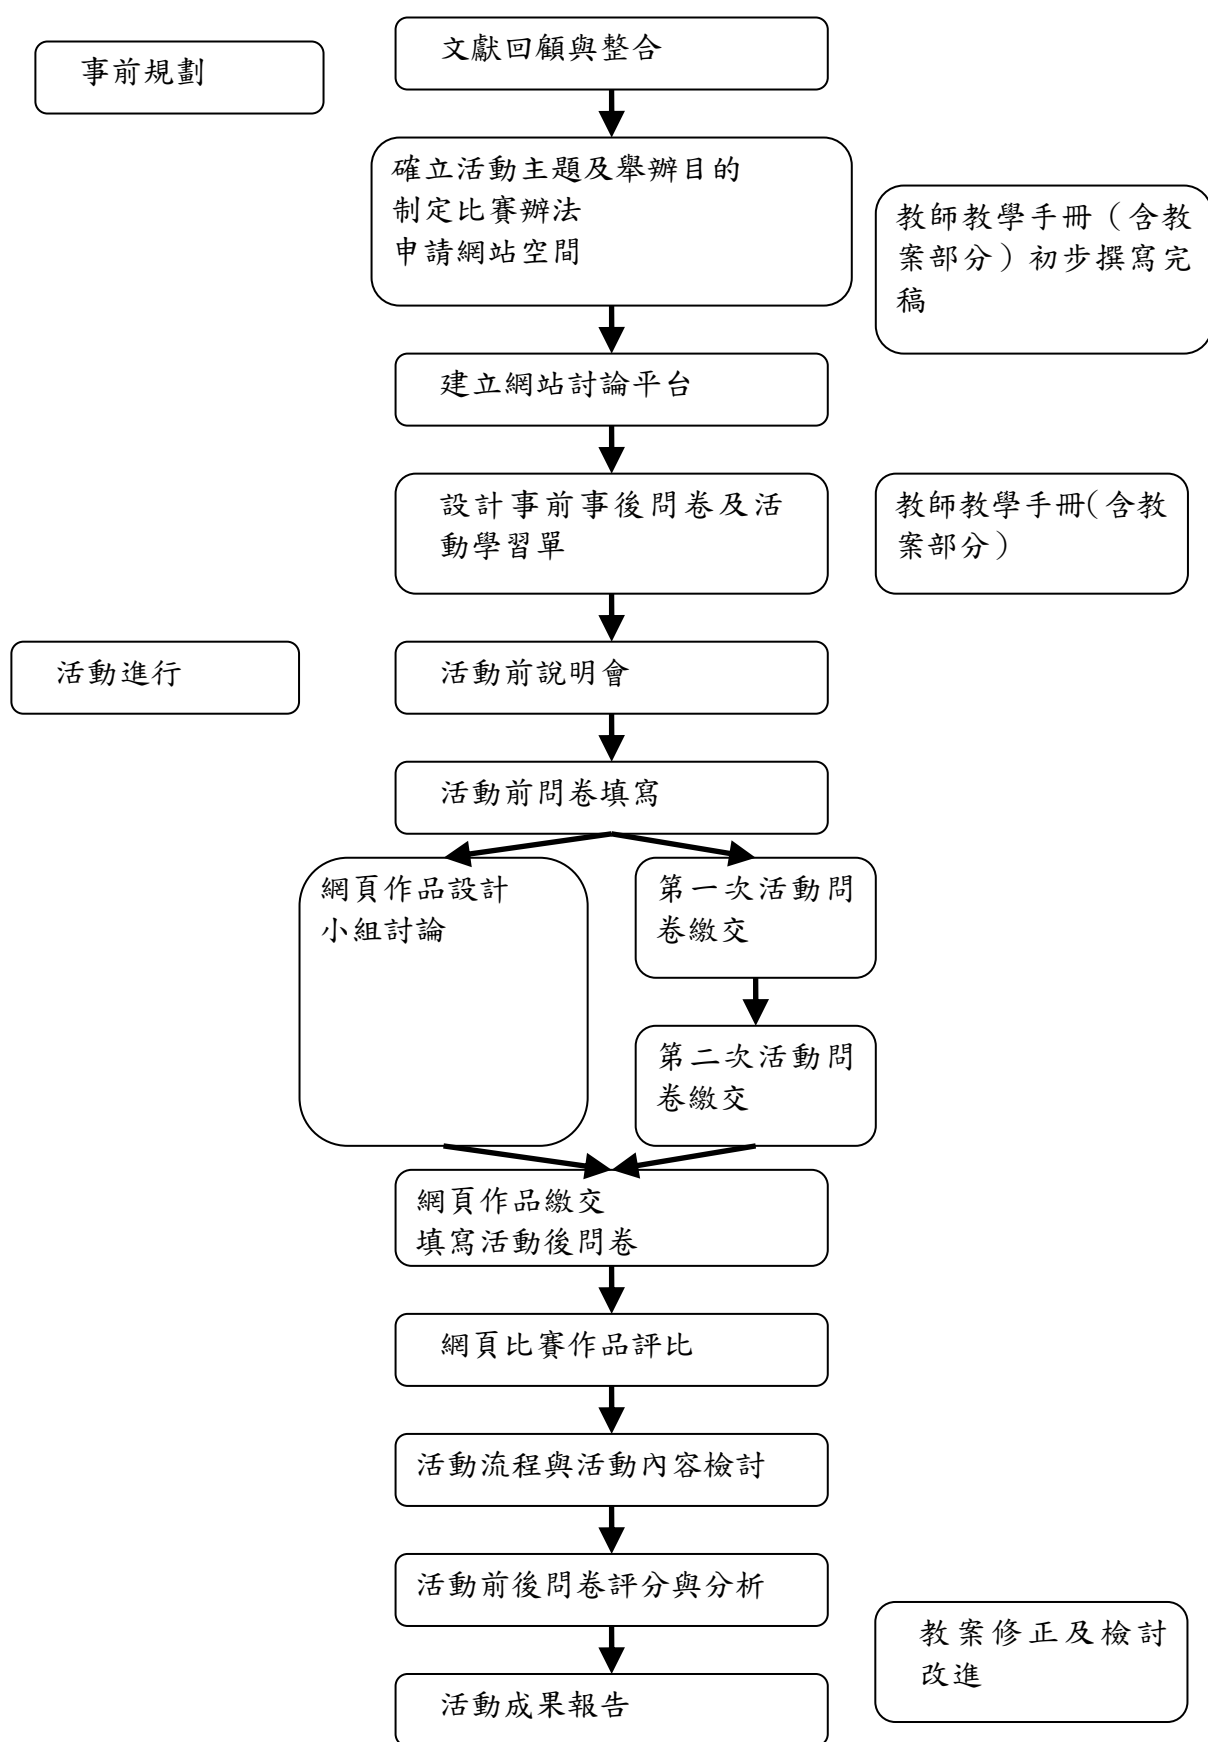 文獻回顧與整合
事前規劃
確立活動主題及舉辦目的
制定比賽辦法
申請網站空間
教師教學手冊（含教
案部分）初步撰寫完
稿
建立網站討論平台
設計事前事後問卷及活
動學習單
教師教學手冊(含教
案部分）
活動進行
活動前說明會
活動前問卷填寫
網頁作品設計
小組討論
第一次活動問
卷繳交
第二次活動問
卷繳交
網頁作品繳交
填寫活動後問卷
網頁比賽作品評比
活動流程與活動內容檢討
活動前後問卷評分與分析
教案修正及檢討
改進
活動成果報告